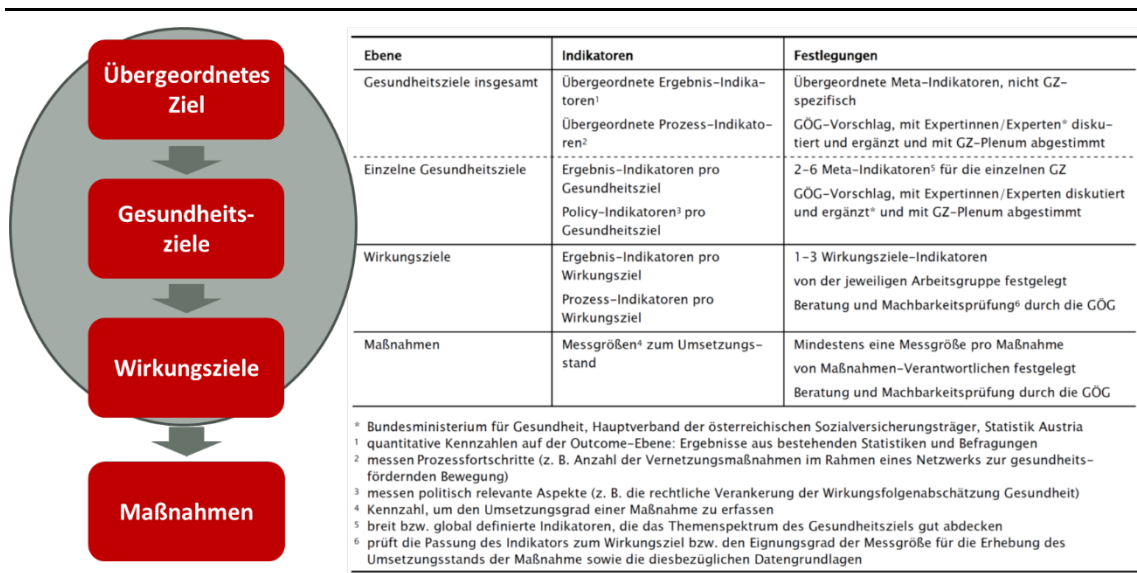 Übergeordnetes
Ziel
Gesundheits-
ziele
Wirkungsziele
Maßnahmen
Ebene Indikatoren Festlegungen
Gesundheitsziele insgesamt Übergeordnete Ergebnis-Indika- Übergeordnete Meta-Indikatoren, nicht GZ-
toren¹ spezifisch
Übergeordnete Prozess-Indikato- GÖG-Vorschlag, mit Expertinnen/Experten* disku-
ren² tiert und ergänzt und mit GZ-Plenum abgestimmt
Einzelne Gesundheitsziele Ergebnis-Indikatoren pro 2-6 Meta-Indikatoren⁵ für die einzelnen GZ
Gesundheitsziel GÖG-Vorschlag, mit Expertinnen/Experten diskutiert
Policy-Indikatoren³ pro und ergänzt* und mit GZ-Plenum abgestimmt
Gesundheitsziel
Wirkungsziele Ergebnis-Indikatoren pro 1-3 Wirkungsziele-Indikatoren
Wirkungsziel von der jeweiligen Arbeitsgruppe festgelegt
Prozess-Indikatoren pro Beratung und Machbarkeitsprüfung⁶ durch die GÖG
Wirkungsziel
Maßnahmen Messgrößen⁴ zum Umsetzungs- Mindestens eine Messgröße pro Maßnahme
stand von Maßnahmen-Verantwortlichen festgelegt
Beratung und Machbarkeitsprüfung durch die GÖG
* Bundesministerium für Gesundheit, Hauptverband der österreichischen Sozialversicherungsträger, Statistik Austria
¹ quantitative Kennzahlen auf der Outcome-Ebene: Ergebnisse aus bestehenden Statistiken und Befragungen
² messen Prozessfortschritte (z. B. Anzahl der Vernetzungsmaßnahmen im Rahmen eines Netzwerks zur gesundheits-
fördernden Bewegung)
³ messen politisch relevante Aspekte (z. B. die rechtliche Verankerung der Wirkungsfolgenabschätzung Gesundheit)
⁴ Kennzahl, um den Umsetzungsgrad einer Maßnahme zu erfassen
⁵ breit bzw. global definierte Indikatoren, die das Themenspektrum des Gesundheitsziels gut abdecken
⁶ prüft die Passung des Indikators zum Wirkungsziel bzw. den Eignungsgrad der Messgröße für die Erhebung des
Umsetzungsstands der Maßnahme sowie die diesbezüglichen Datengrundlagen